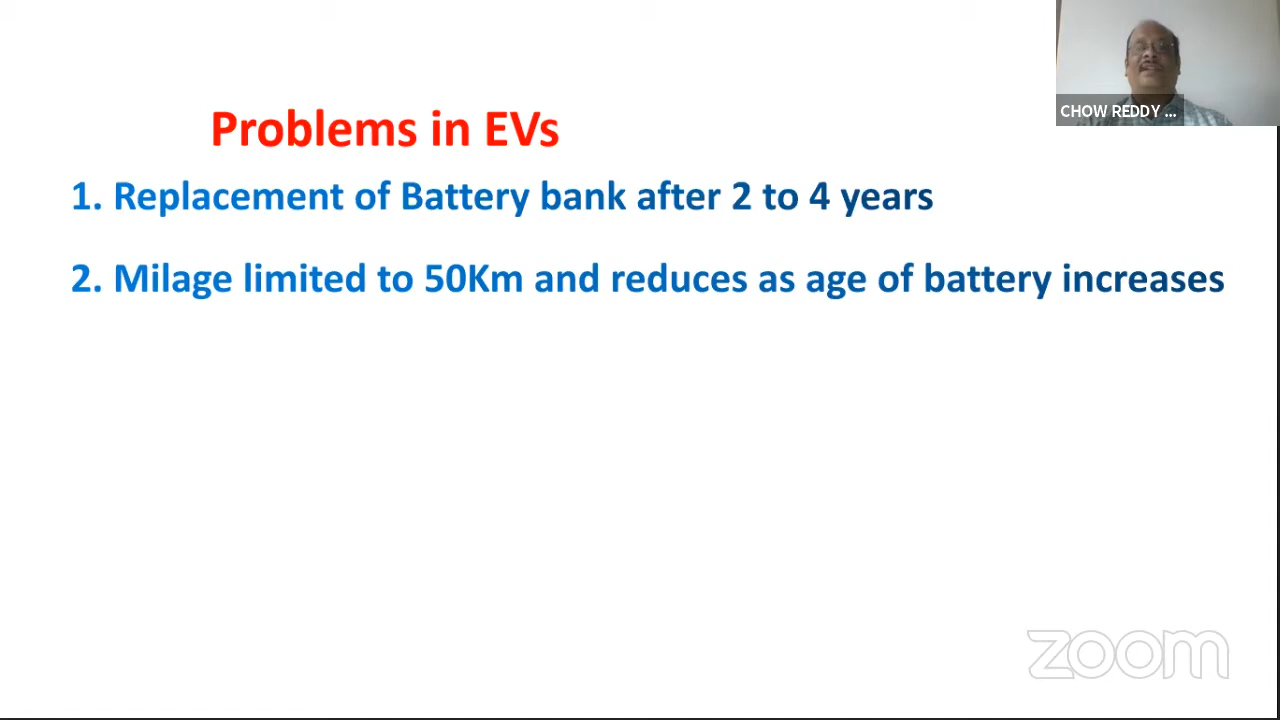 CHOW REDDY ...
Problems in EVs
1. Replacement of Battery bank after 2 to 4 years
2. Milage limited to 50Km and reduces as age of battery increases
zoom